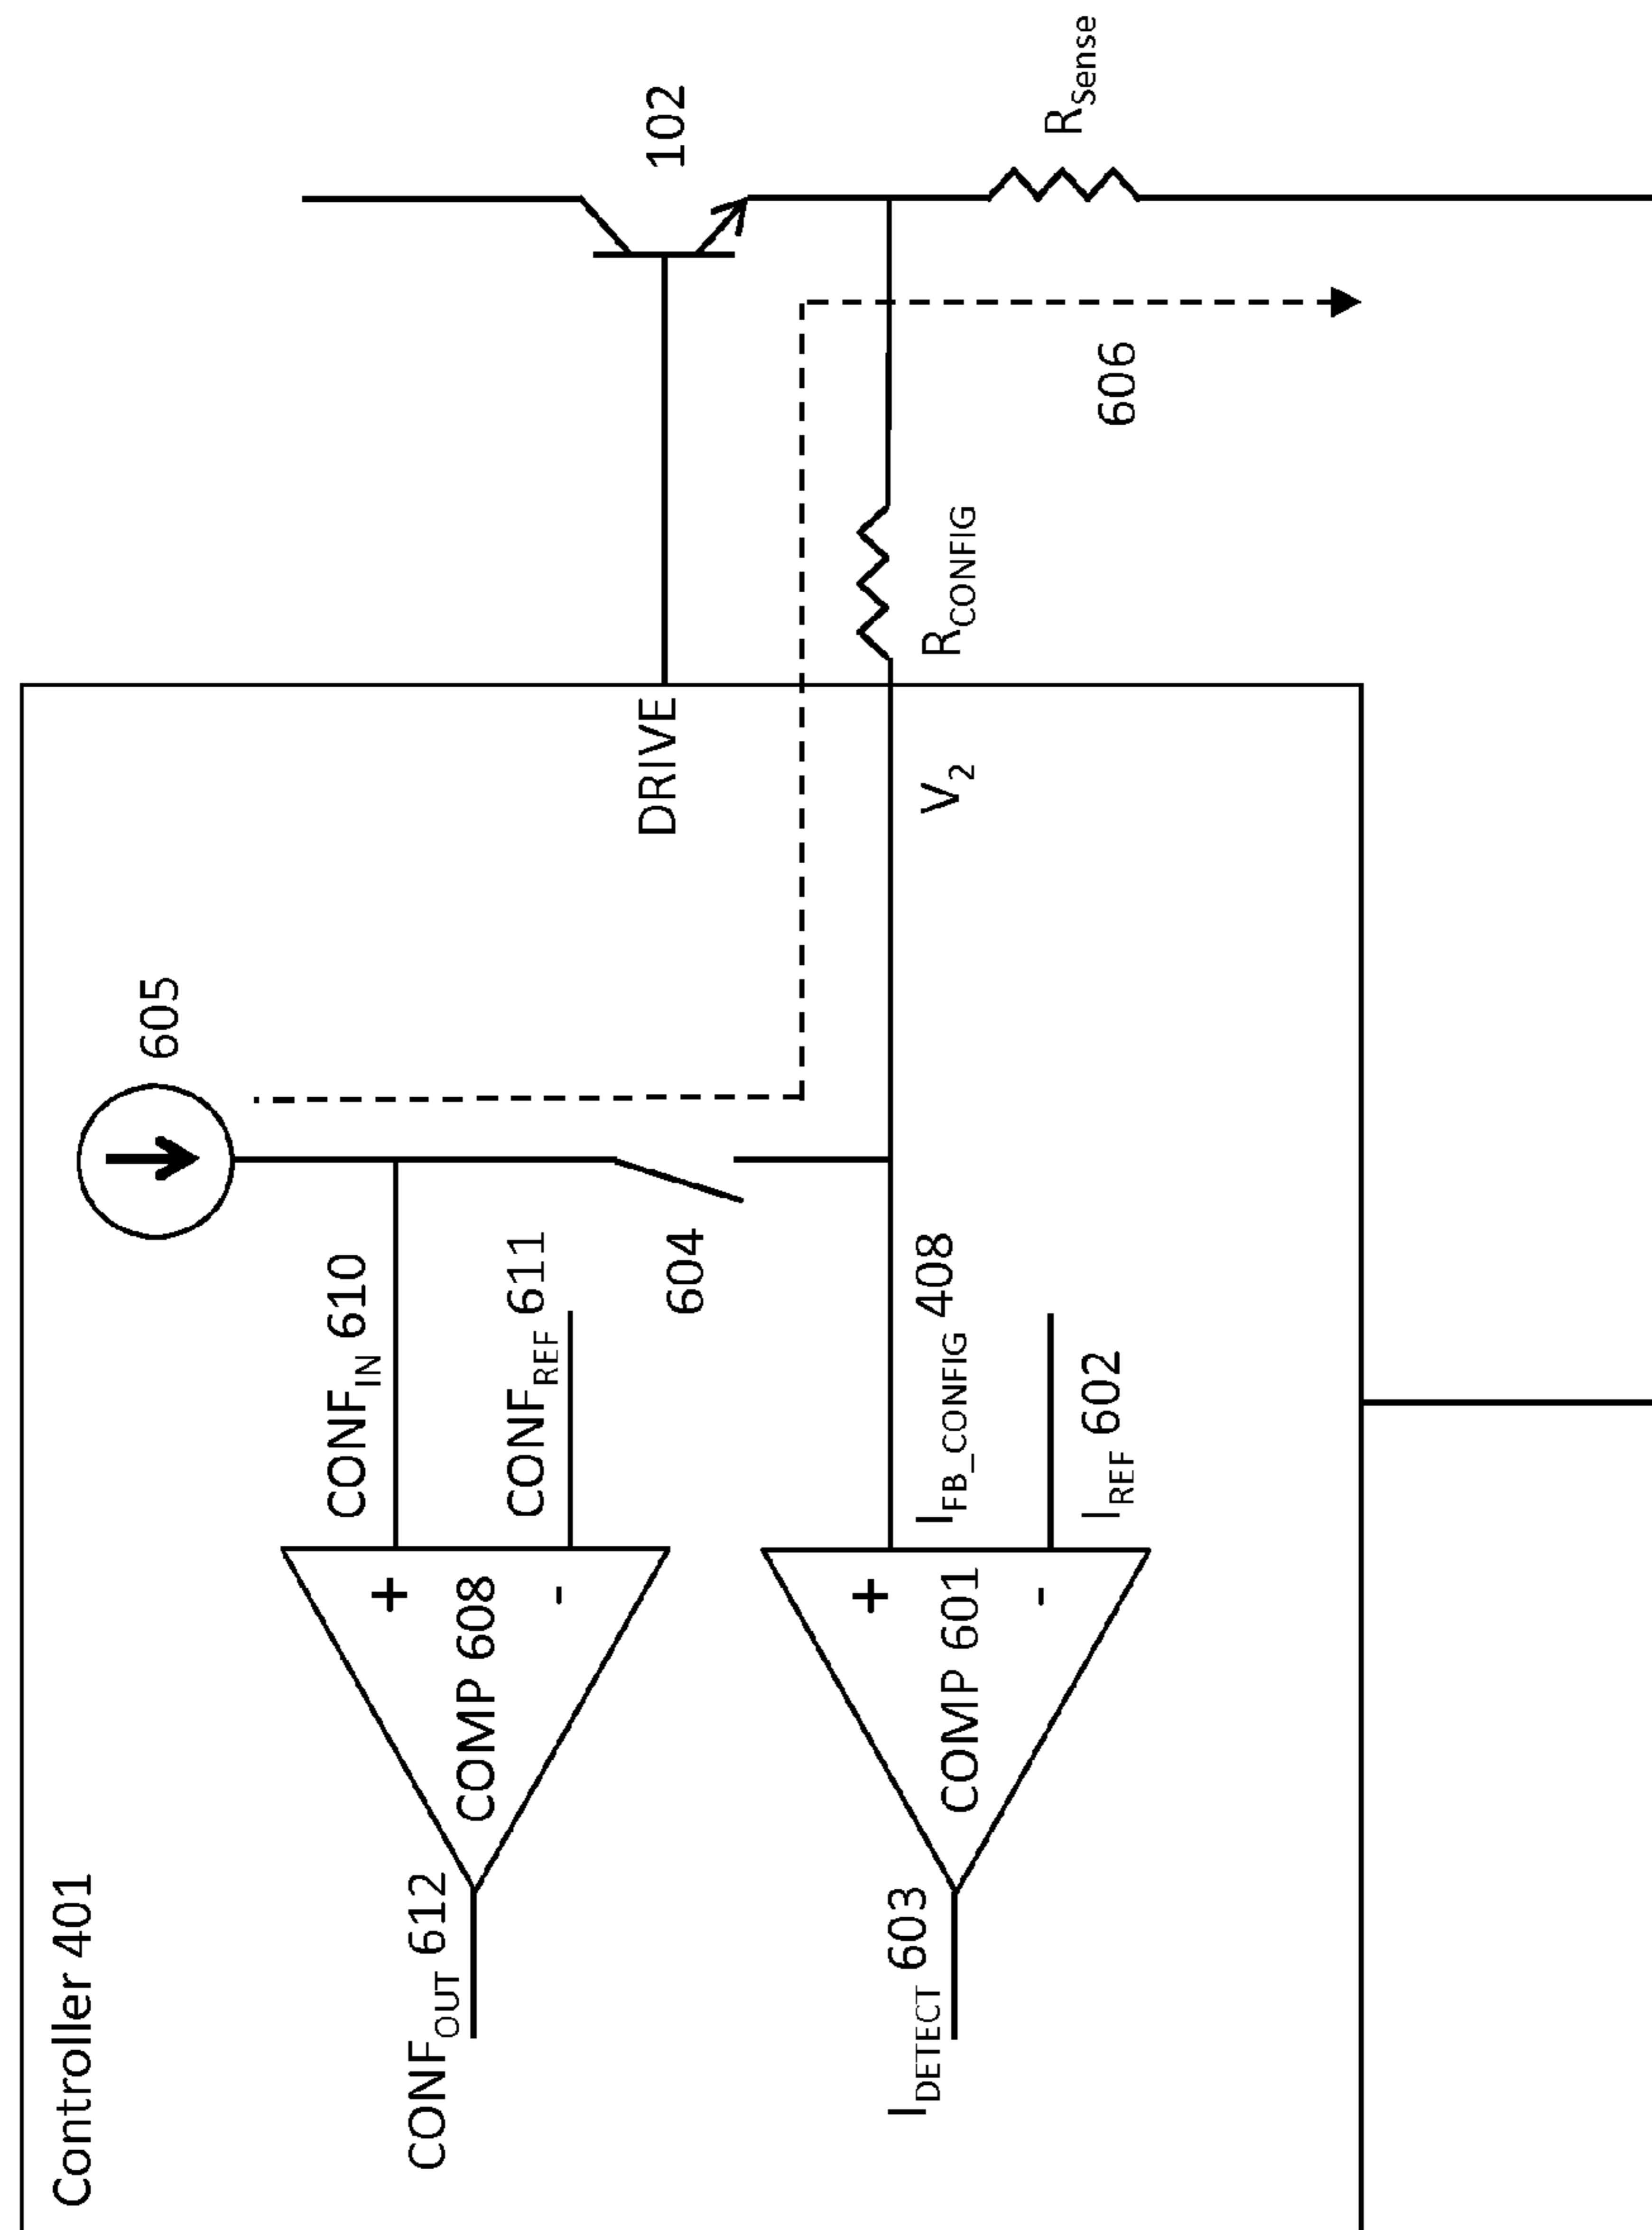 Controller 401
605
CONF_IN 610
CONF_REF 611
CONF_OUT 612
COMP 608
+
-
604
DRIVE
102
I_FB_CONFIG 408
V_2
R_CONFIG
606
R_Sense
I_DETECT 603
COMP 601
+
-
I_REF 602